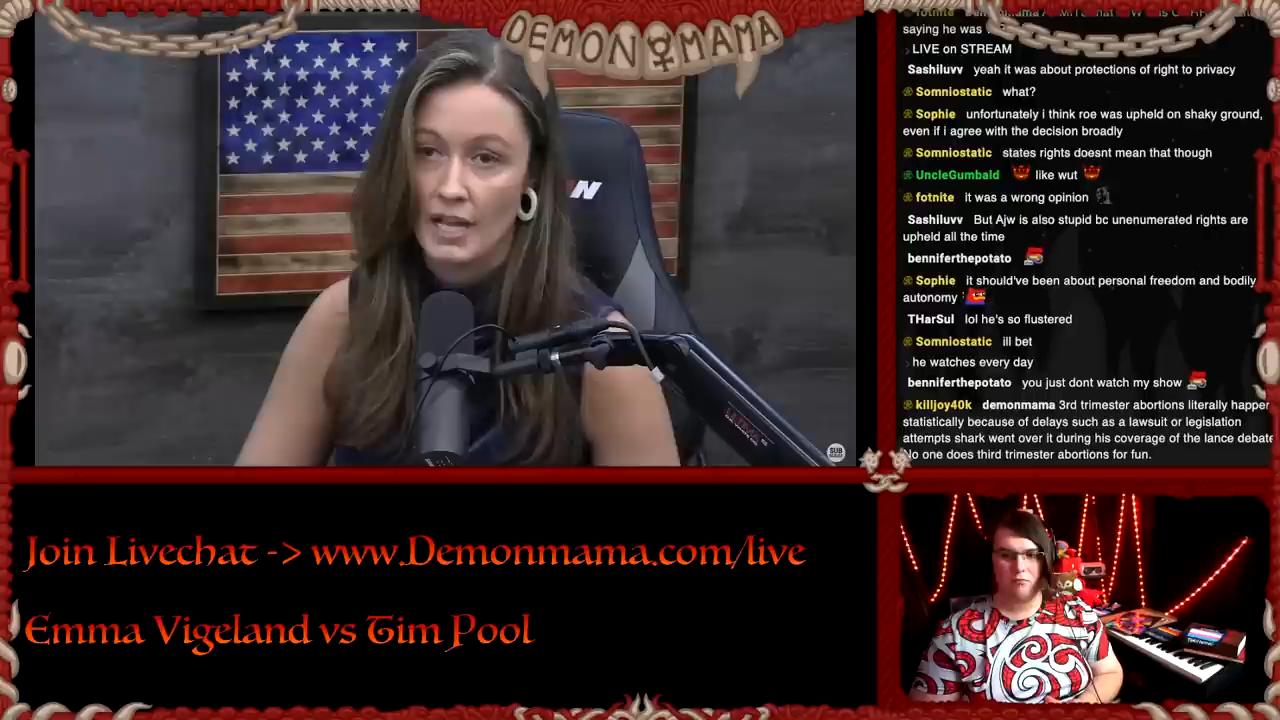 DEMON MAMA
N
SUB
saying he was
LIVE on STREAM
Sashiluvv yeah it was about protections of right to privacy
Somniostatic what?
Sophie unfortunately i think roe was upheld on shaky ground,
even if i agree with the decision broadly
Somniostatic states rights doesnt mean that though
UncleGumbald like wut
fotnite it was a wrong opinion
Sashiluvv But Ajw is also stupid bc unenumerated rights are
upheld all the time
benniferthepotato
Sophie it should've been about personal freedom and bodily
autonomy
THarSul lol he's so flustered
Somniostatic ill bet
he watches every day
benniferthepotato you just dont watch my show
killjoy40k demonmama 3rd trimester abortions literally happen
statistically because of delays such as a lawsuit or legislation
attempts shark went over it during his coverage of the lance debate
No one does third trimester abortions for fun.
Join Livechat -> www.Demonmama.com/live
Emma Vigeland vs Tim Pool